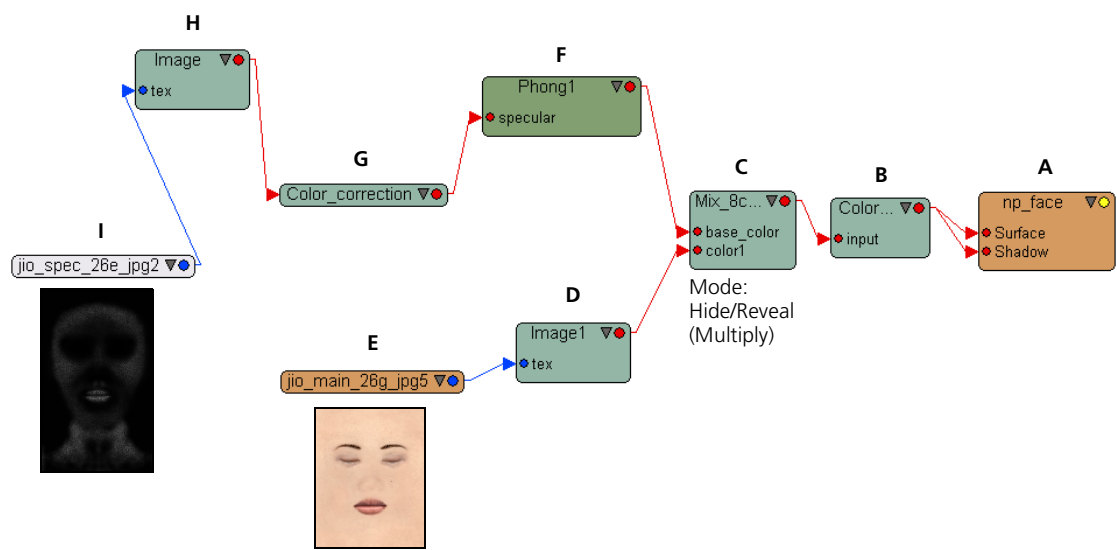 H
Image
tex
F
Phong1
specular
G
Color_correction
C
Mix_8c...
base_color
color1
Mode:
Hide/Reveal
(Multiply)
B
Color...
input
A
np_face
Surface
Shadow
I
jio_spec_26e_jpg2
D
Image1
tex
E
jio_main_26g_jpg5